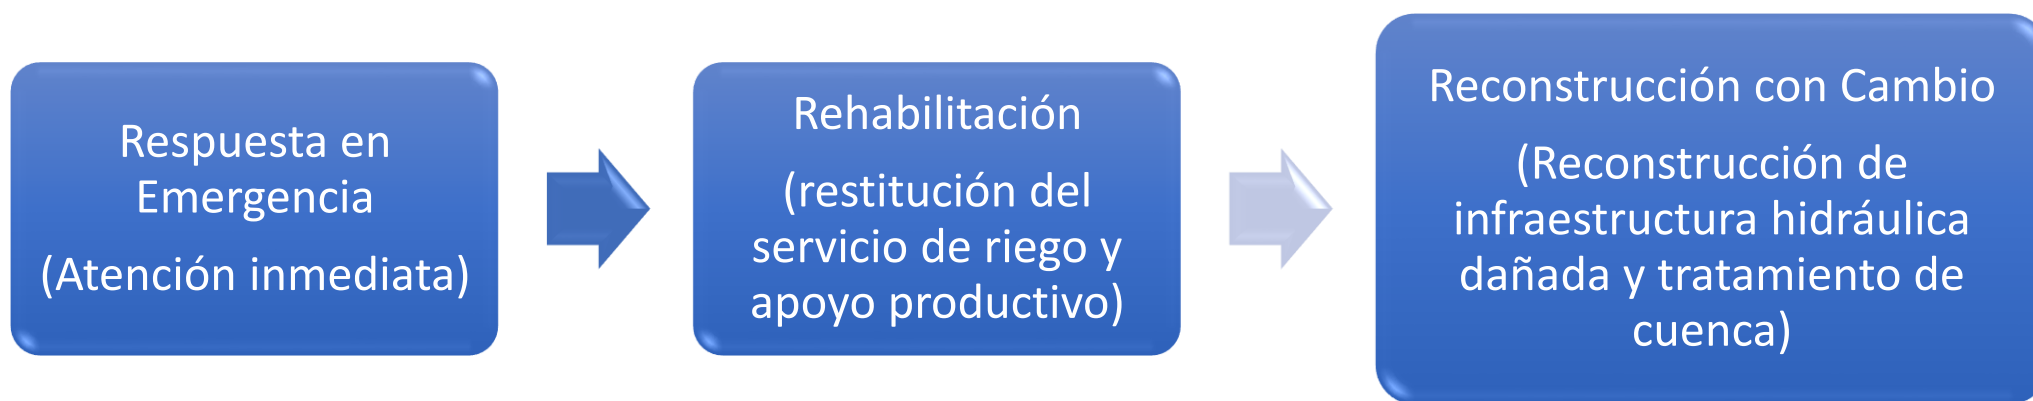 Respuesta en
Emergencia
(Atención inmediata)
Rehabilitación
(restitución del
servicio de riego y
apoyo productivo)
Reconstrucción con Cambio
(Reconstrucción de
infraestructura hidráulica
dañada y tratamiento de
cuenca)